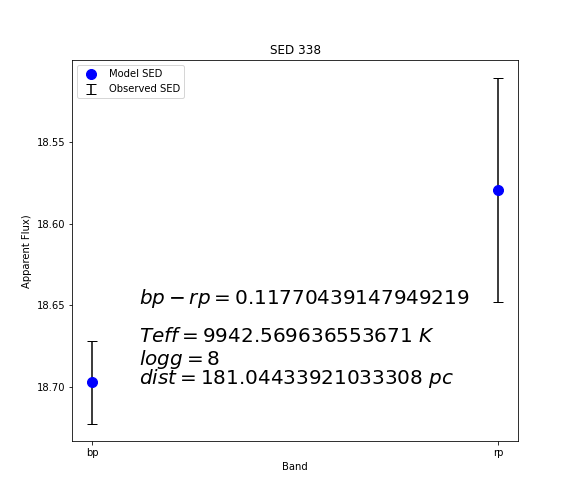 SED 338
Model SED
Observed SED
18.55
18.60
18.65
18.70
Apparent Flux)
bp − rp = 0.11770439147949219
Teff = 9942.569636553671 K
logg = 8
dist = 181.04433921033308 pc
bp
rp
Band